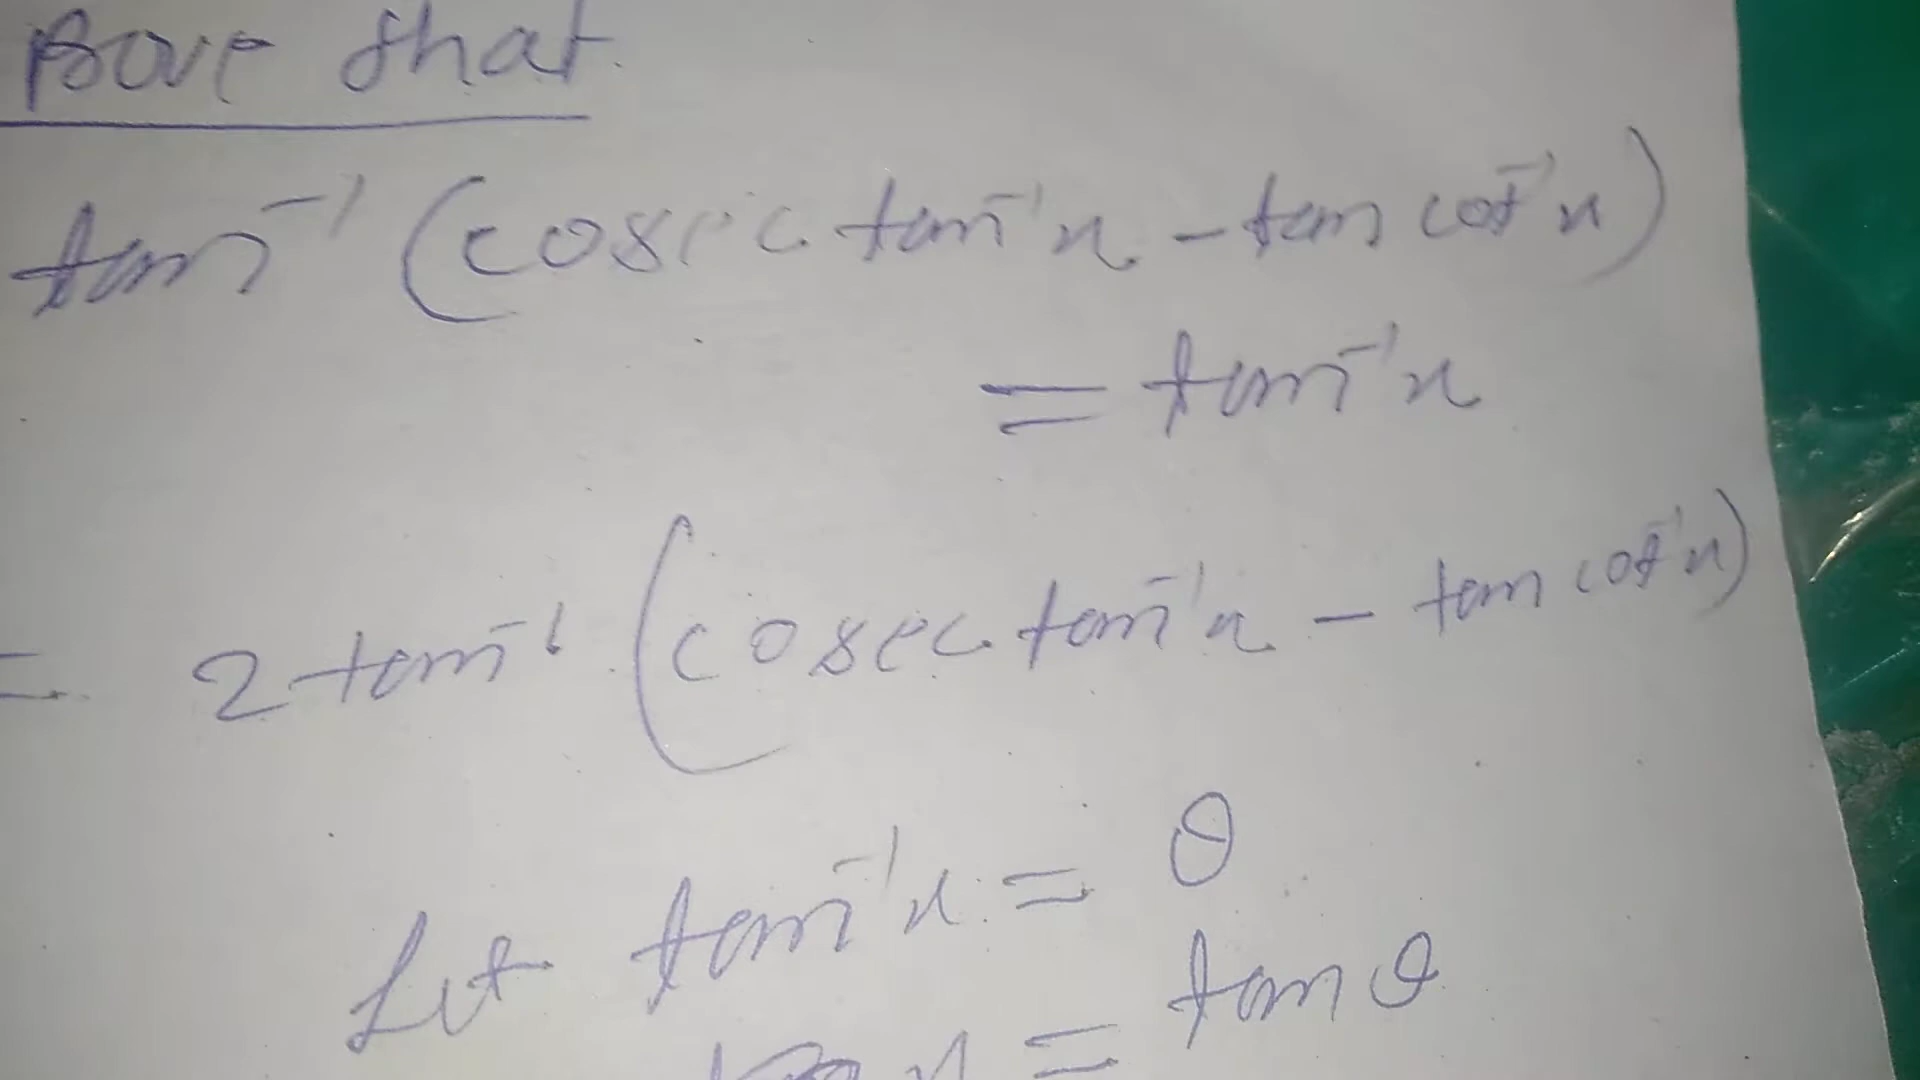 Prove that
tan⁻¹ (cosec tan⁻¹x - tan cot⁻¹x)
= tan⁻¹x
= 2 tan⁻¹ (cosec tan⁻¹x - tan cot⁻¹x)
Let tan⁻¹x = θ
x = tan θ